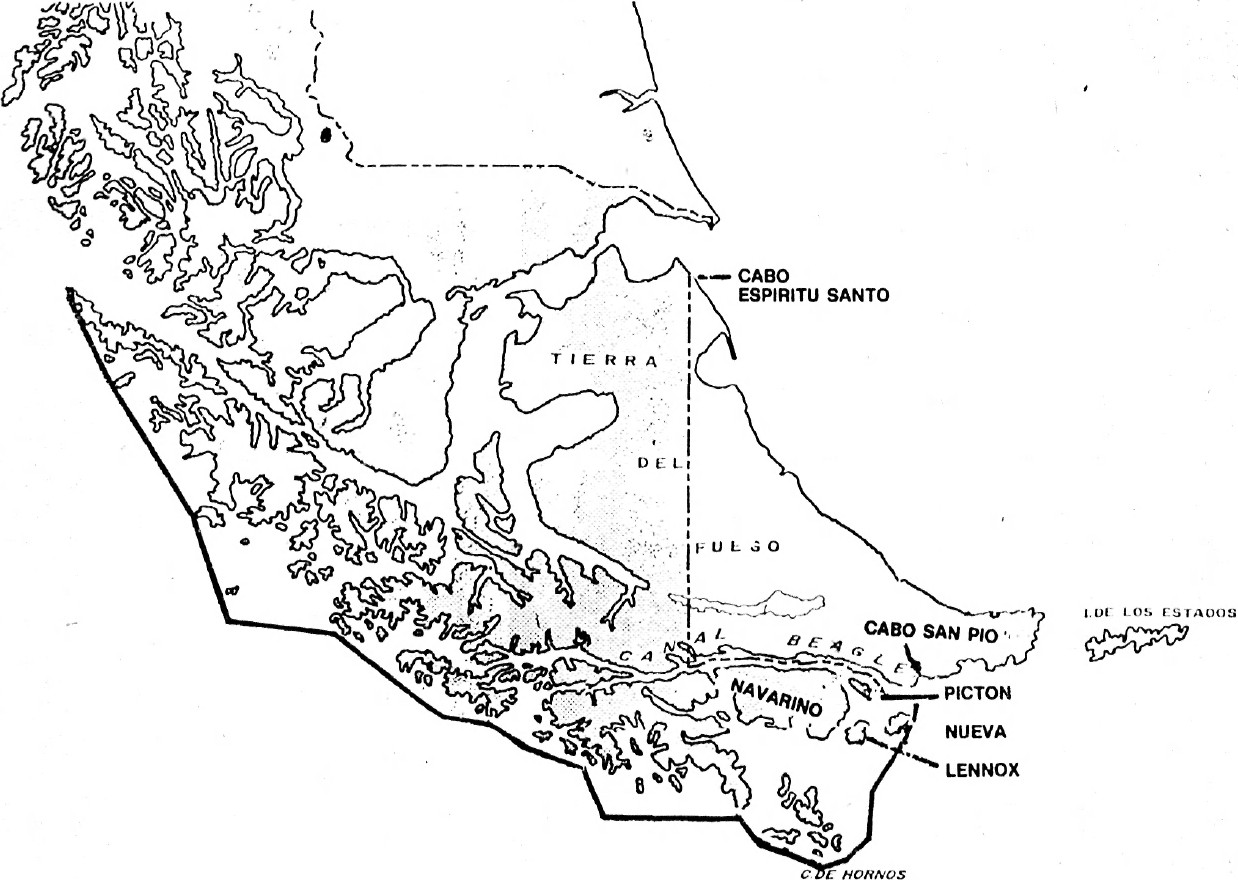 CABO
ESPIRITU SANTO
TIERRA
DEL
FUEGO
I.DE LOS ESTADOS
CABO SAN PIO
CANAL BEAGLE
PICTON
NAVARINO
NUEVA
LENNOX
C.DE HORNOS